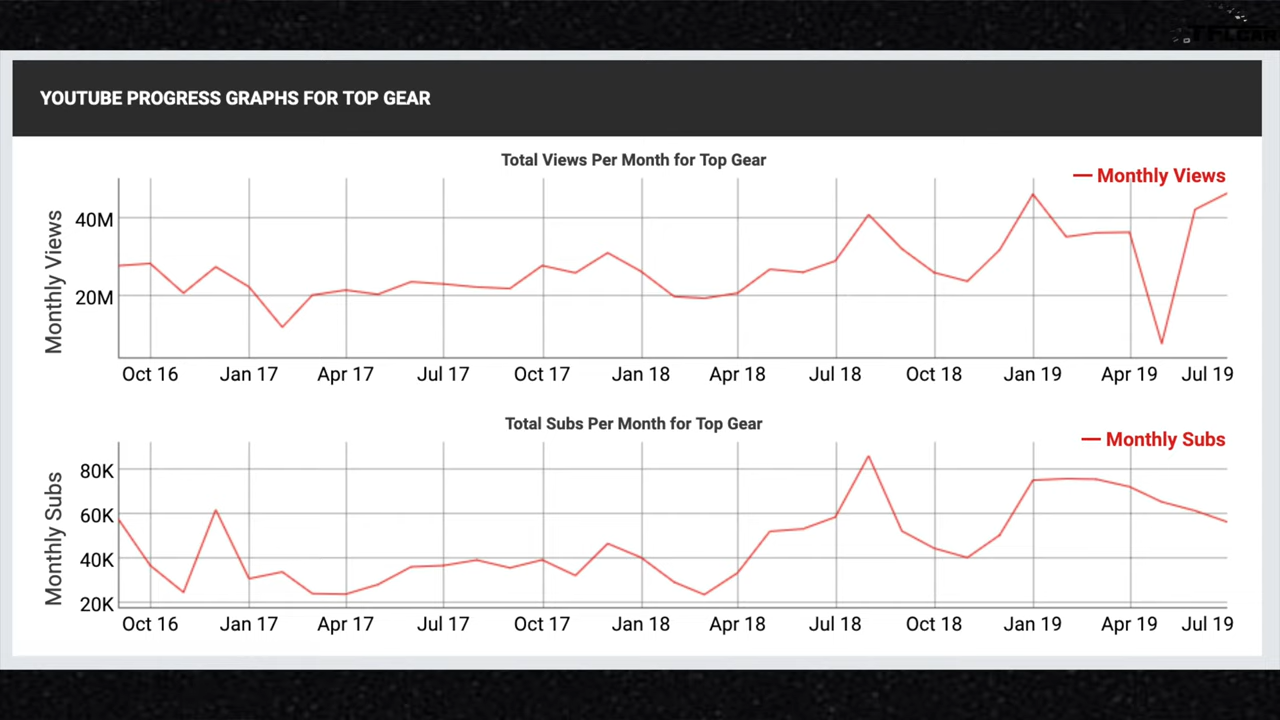 TFLCAR
YOUTUBE PROGRESS GRAPHS FOR TOP GEAR
Total Views Per Month for Top Gear
Monthly Views
Monthly Views
40M
20M
Oct 16 Jan 17 Apr 17 Jul 17 Oct 17 Jan 18 Apr 18 Jul 18 Oct 18 Jan 19 Apr 19 Jul 19
Total Subs Per Month for Top Gear
Monthly Subs
Monthly Subs
80K
60K
40K
20K
Oct 16 Jan 17 Apr 17 Jul 17 Oct 17 Jan 18 Apr 18 Jul 18 Oct 18 Jan 19 Apr 19 Jul 19